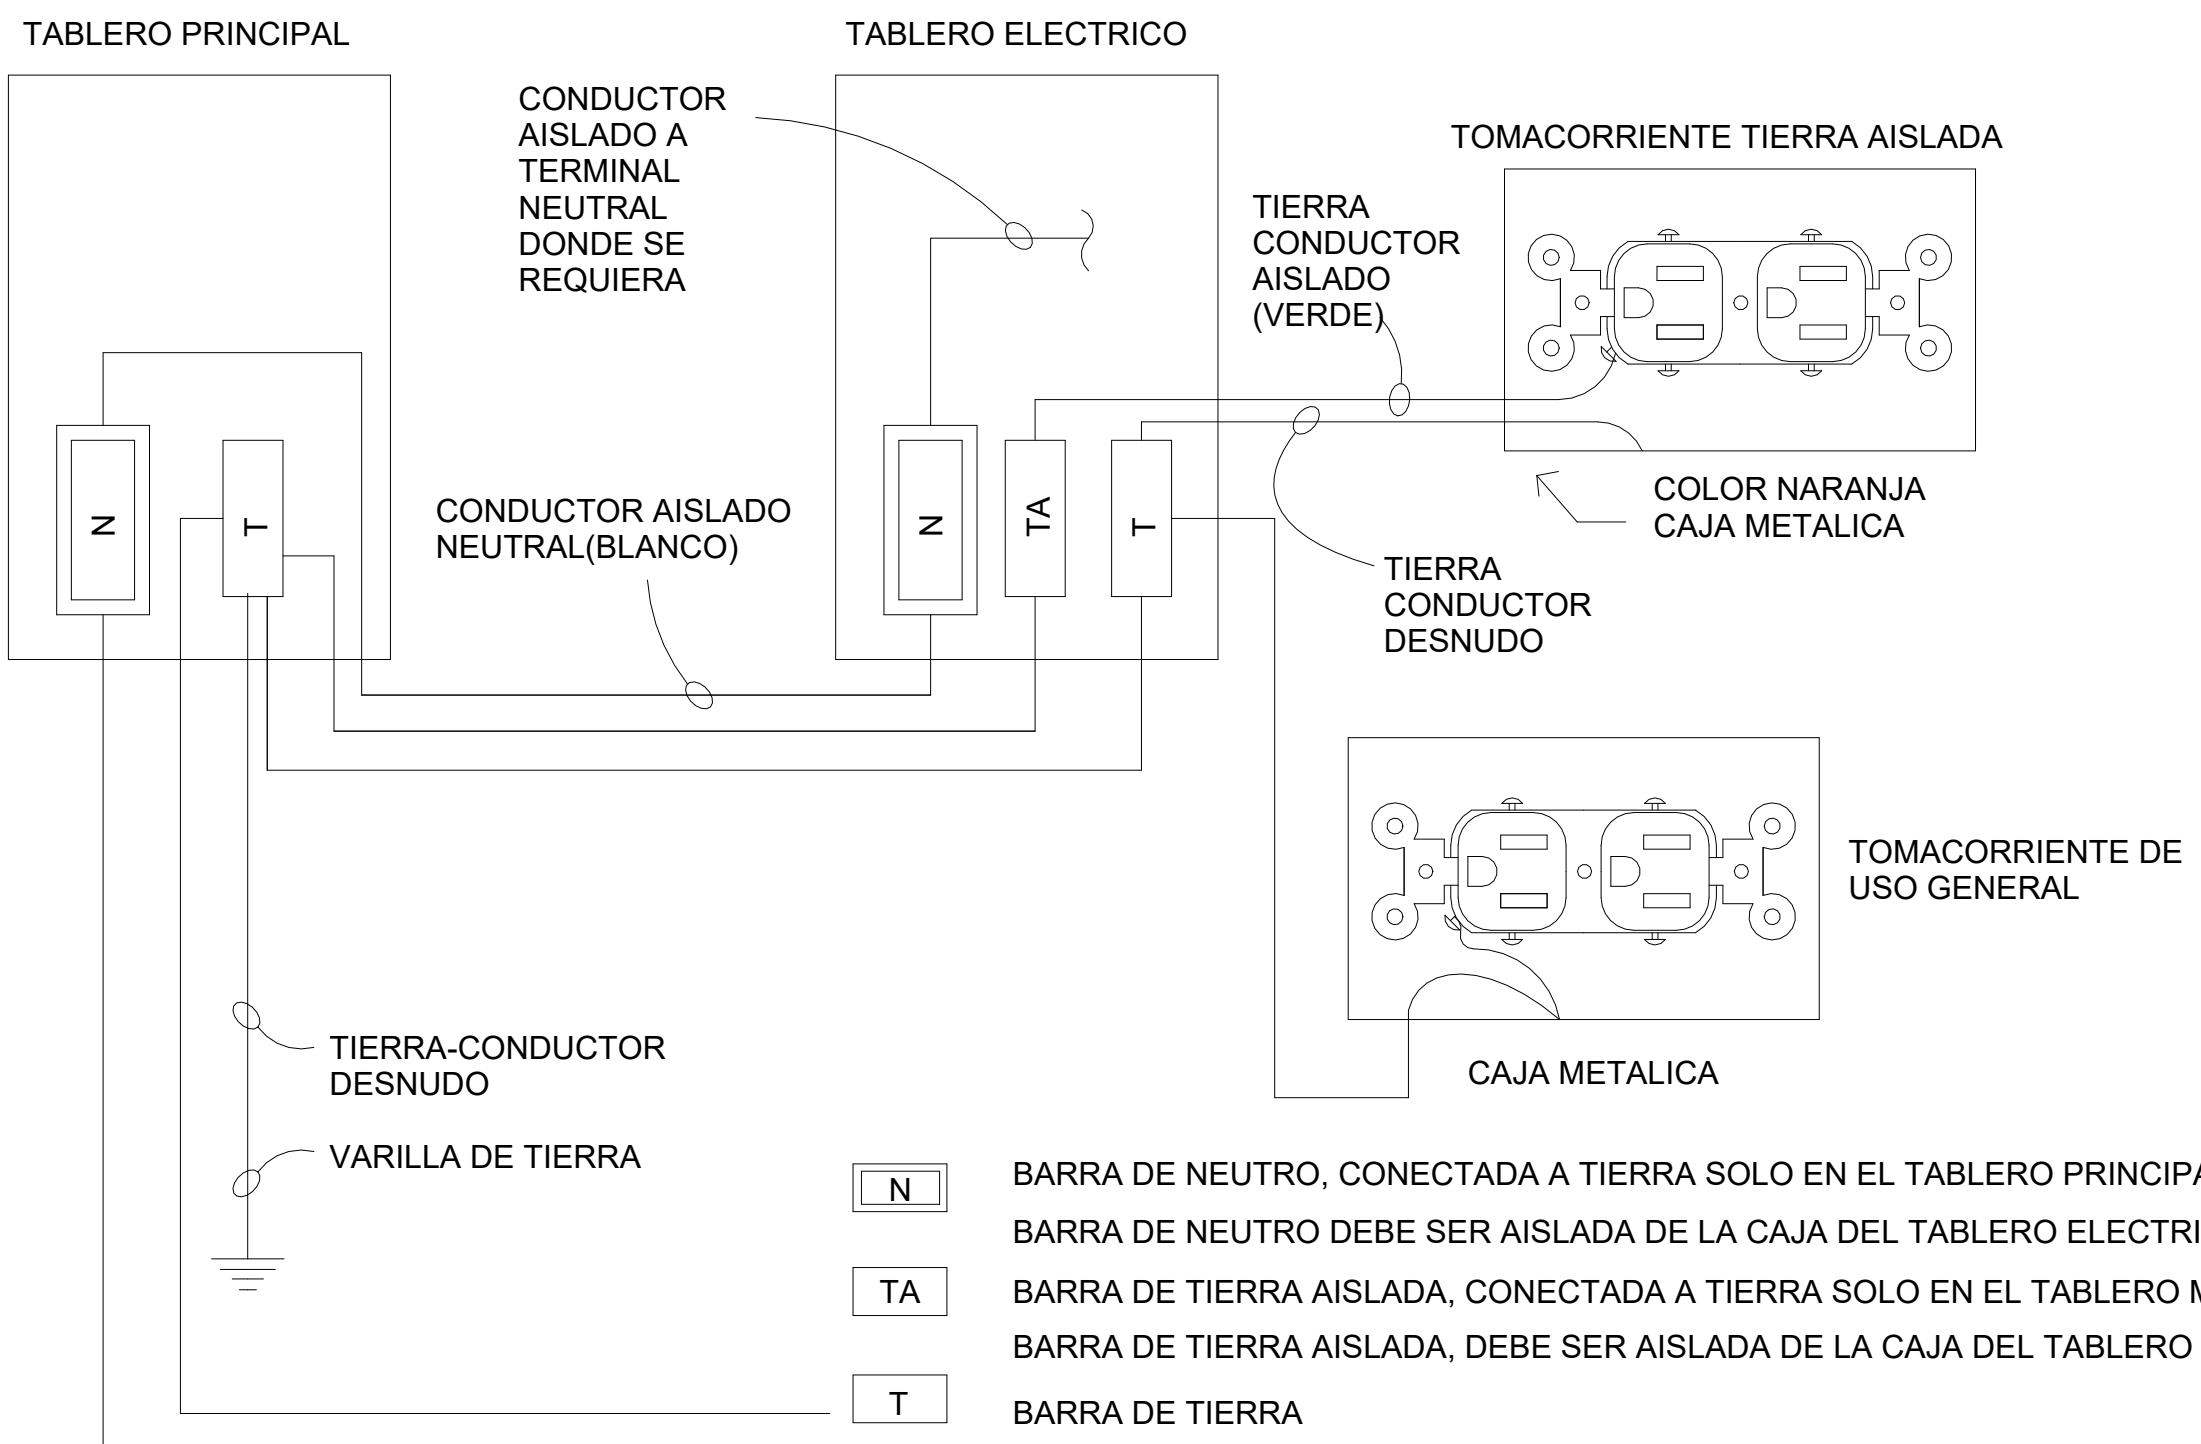 TABLERO PRINCIPAL
TABLERO ELECTRICO
CONDUCTOR
AISLADO A
TERMINAL
NEUTRAL
DONDE SE
REQUIERA
TOMACORRIENTE TIERRA AISLADA
TIERRA
CONDUCTOR
AISLADO
(VERDE)
N
T
CONDUCTOR AISLADO
NEUTRAL(BLANCO)
N
TA
T
COLOR NARANJA
CAJA METALICA
TIERRA
CONDUCTOR
DESNUDO
TOMACORRIENTE DE
USO GENERAL
CAJA METALICA
TIERRA-CONDUCTOR
DESNUDO
VARILLA DE TIERRA
N BARRA DE NEUTRO, CONECTADA A TIERRA SOLO EN EL TABLERO
BARRA DE NEUTRO DEBE SER AISLADA DE LA CAJA DEL TABLERO
TA BARRA DE TIERRA AISLADA, CONECTADA A TIERRA SOLO EN EL TABLERO
BARRA DE TIERRA AISLADA, DEBE SER AISLADA DE LA CAJA DEL TABLERO
T BARRA DE TIERRA